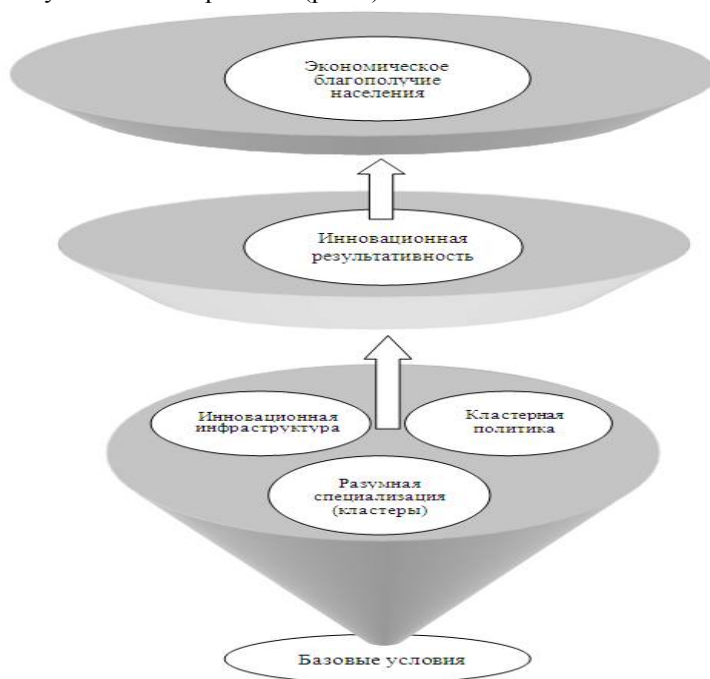 Экономическое
благополучие
населения
Инновационная
результативность
Инновационная
инфраструктура
Кластерная
политика
Разумная
специализация
(кластеры)
Базовые условия